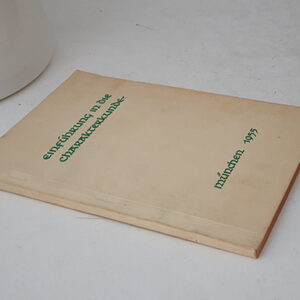 Einführung in die
Charakterkunde-
München 1955